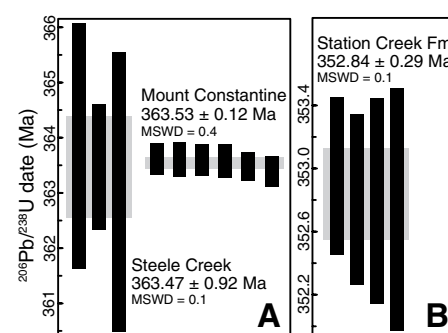 366
365
364
363
362
361
206Pb/238U date (Ma)
Mount Constantine
363.53 ± 0.12 Ma
MSWD = 0.4
Steele Creek
363.47 ± 0.92 Ma
MSWD = 0.1
A
Station Creek Fm
352.84 ± 0.29 Ma
MSWD = 0.1
353.4
353.0
352.6
352.2
B